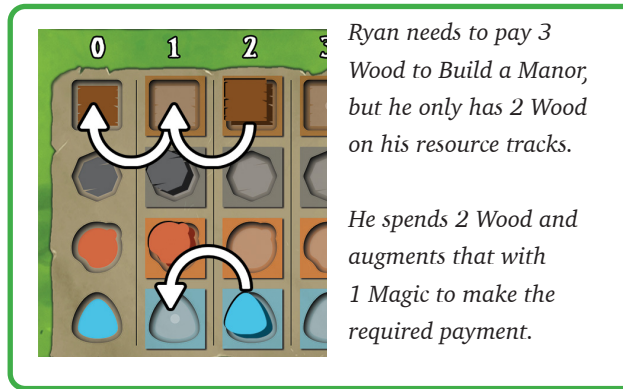 0 1 2 3
Ryan needs to pay 3
Wood to Build a Manor,
but he only has 2 Wood
on his resource tracks.
He spends 2 Wood and
augments that with
1 Magic to make the
required payment.